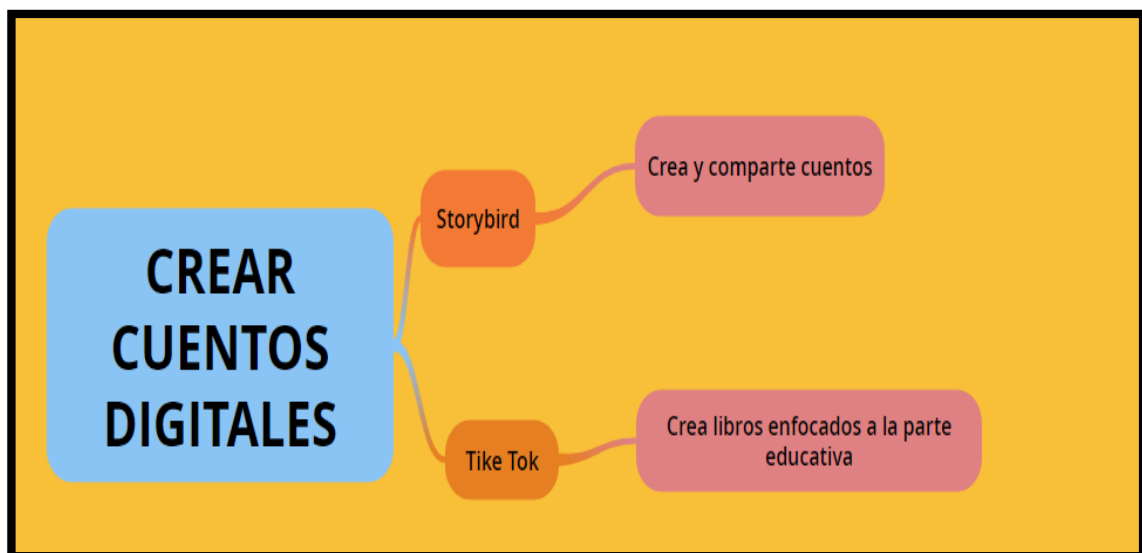 CREAR
CUENTOS
DIGITALES
Storybird
Crea y comparte cuentos
Tike Tok
Crea libros enfocados a la parte
educativa